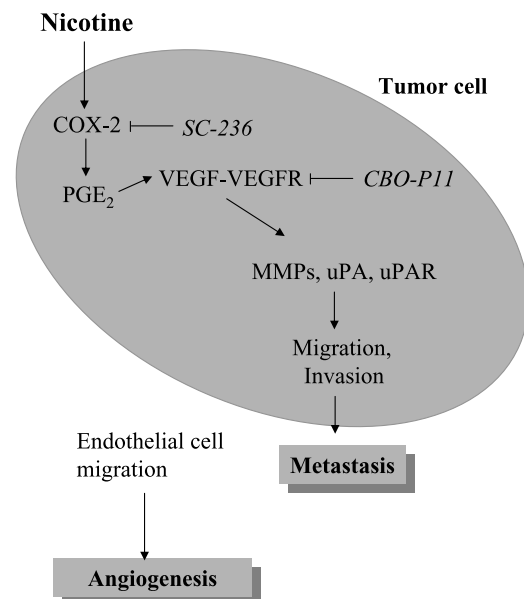 Nicotine
Tumor cell
COX-2
SC-236
PGE2
VEGF-VEGFR
CBO-P11
MMPs, uPA, uPAR
Migration,
Invasion
Endothelial cell
migration
Metastasis
Angiogenesis